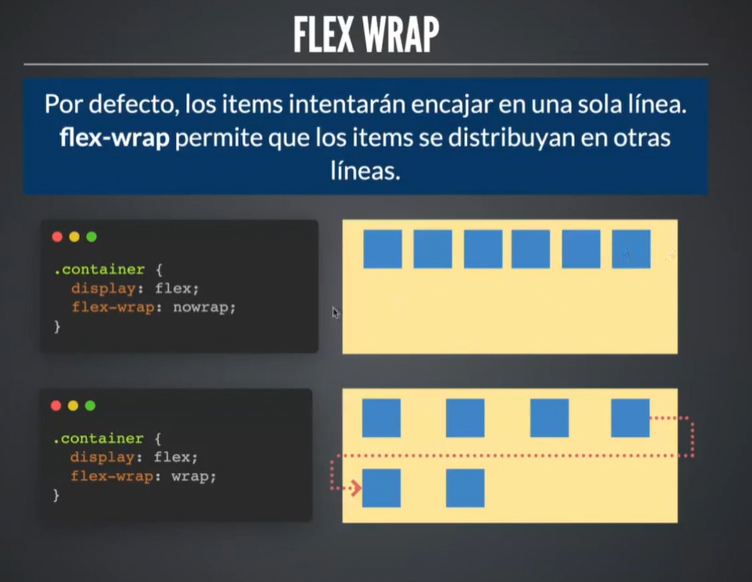 FLEX WRAP
Por defecto, los items intentarán encajar en una sola línea.
flex-wrap permite que los items se distribuyan en otras
líneas.
.container {
display: flex;
flex-wrap: nowrap;
}
.container {
display: flex;
flex-wrap: wrap;
}